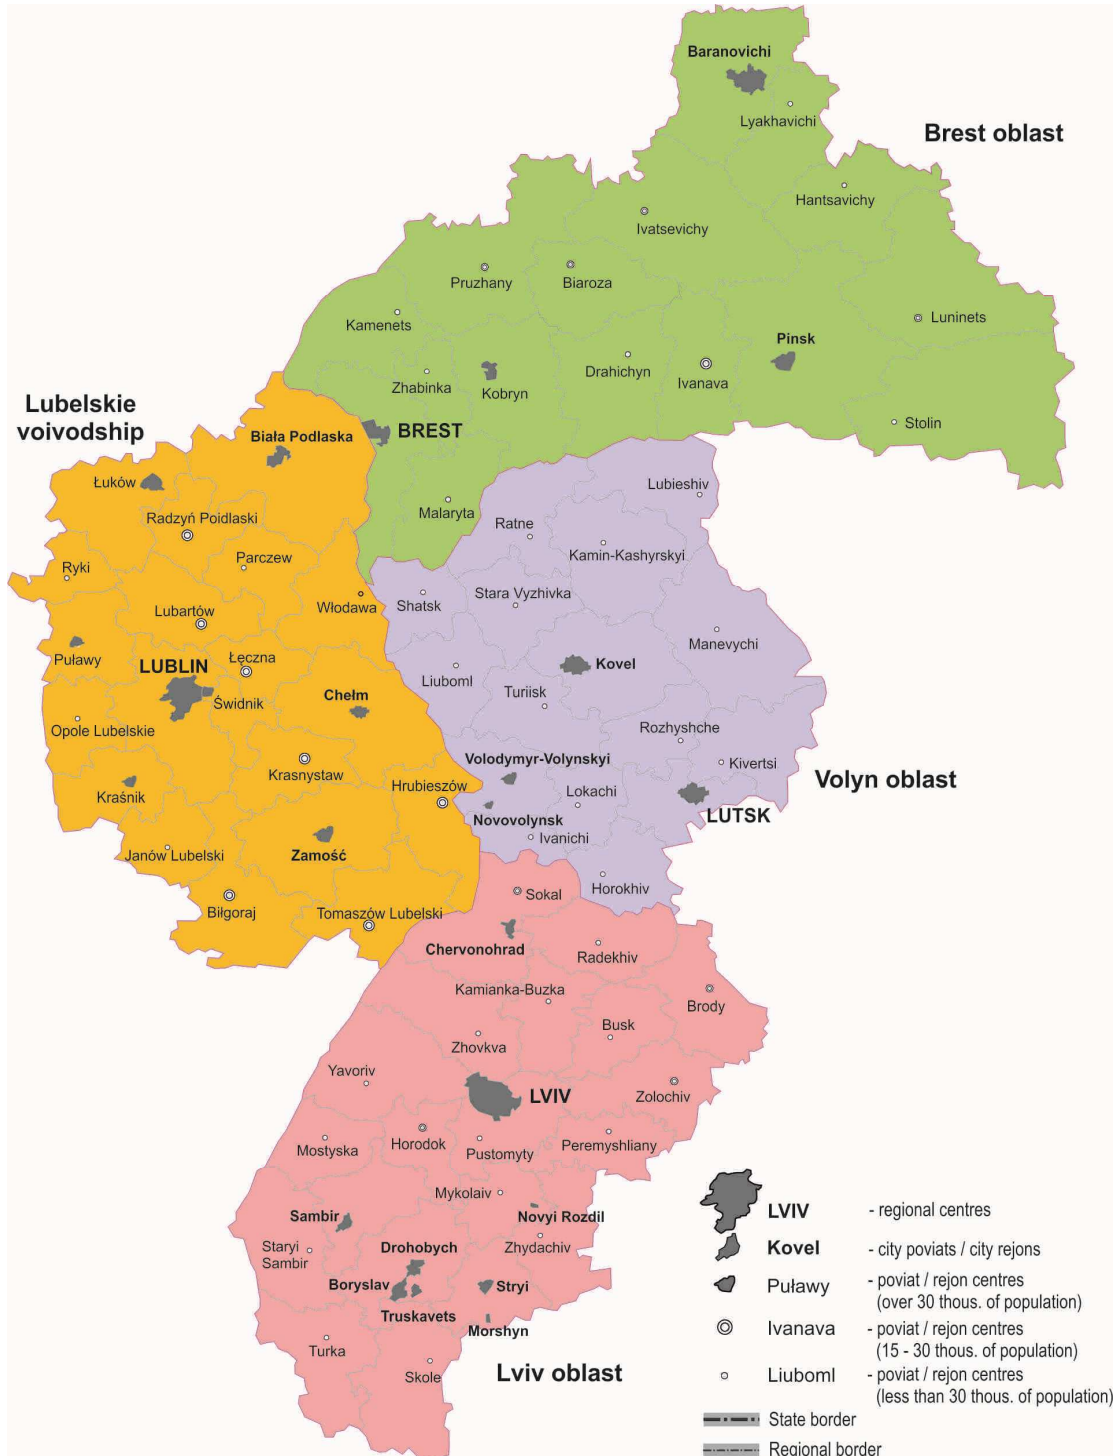 Baranovichi
Lyakhavichi
Brest oblast
Hantsavichy
Ivatsevichy
Pruzhany
Biaroza
Kamenets
Luninets
Pinsk
Zhabinka
Kobryn
Drahichyn
Ivanava
Lubelskie
voivodship
Stolin
BREST
Biała Podlaska
Łuków
Lubieshiv
Malaryta
Radzyń Poidlaski
Ratne
Kamin-Kashyrskyi
Parczew
Ryki
Stara Vyzhivka
Shatsk
Włodawa
Lubartów
Manevychi
Puławy
LUBLIN
Łęczna
Kovel
Liuboml
Chełm
Turiisk
Świdnik
Opole Lubelskie
Rozhyshche
Volodymyr-Volynskyi
Kivertsi
Krasnystaw
Hrubieszów
Volyn oblast
Kraśnik
Lokachi
LUTSK
Novovolynsk
Ivanichi
Janów Lubelski
Zamość
Horokhiv
Sokal
Biłgoraj
Tomaszów Lubelski
Chervonohrad
Radekhiv
Kamianka-Buzka
Brody
Busk
Zhovkva
Yavoriv
LVIV
Zolochiv
Mostyska
Horodok
Pustomyty
Peremyshliany
Mykolaiv
Sambir
Novyi Rozdil
Staryi
Sambir
Drohobych
Zhydachiv
Boryslav
Stryi
Truskavets
Morshyn
Turka
Skole
Lviv oblast
LVIV - regional centres
Kovel - city poviats / city rejons
Puławy - poviat / rejon centres
(over 30 thous. of population)
Ivanava - poviat / rejon centres
(15 - 30 thous. of population)
Liuboml - poviat / rejon centres
(less than 30 thous. of population)
State border
Regional border